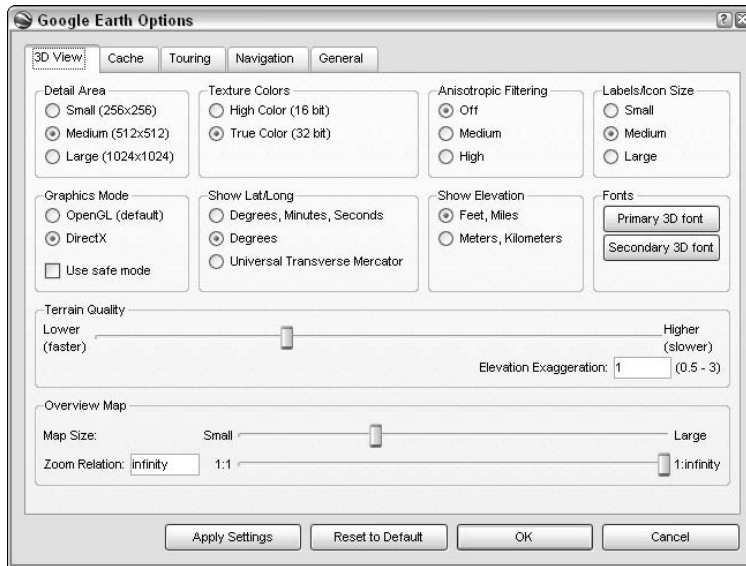 Google Earth Options
3D View Cache Touring Navigation General
Detail Area
Small (256x256)
Medium (512x512)
Large (1024x1024)
Texture Colors
High Color (16 bit)
True Color (32 bit)
Anisotropic Filtering
Off
Medium
High
Labels/Icon Size
Small
Medium
Large
Graphics Mode
OpenGL (default)
DirectX
Use safe mode
Show Lat/Long
Degrees, Minutes, Seconds
Degrees
Universal Transverse Mercator
Show Elevation
Feet, Miles
Meters, Kilometers
Fonts
Primary 3D font
Secondary 3D font
Terrain Quality
Lower
(faster)
Higher
(slower)
Elevation Exaggeration: 1 (0.5 - 3)
Overview Map
Map Size: Small Large
Zoom Relation: infinity 1:1 1:infinity
Apply Settings Reset to Default OK Cancel